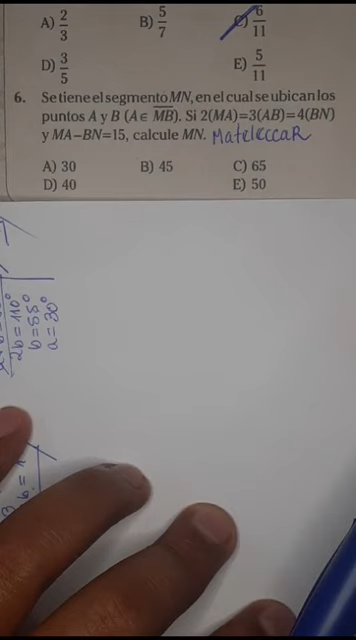 A) 2/3 B) 5/7 C) 6/11
D) 3/5 E) 5/11
6. Se tiene el segmento MN, en el cual se ubican los
puntos A y B (A ∈ MB). Si 2(MA)=3(AB)=4(BN)
y MA–BN=15, calcule MN. MateleccaR
A) 30 B) 45 C) 65
D) 40 E) 50
2b = 110°
b = 55°
a = 30°